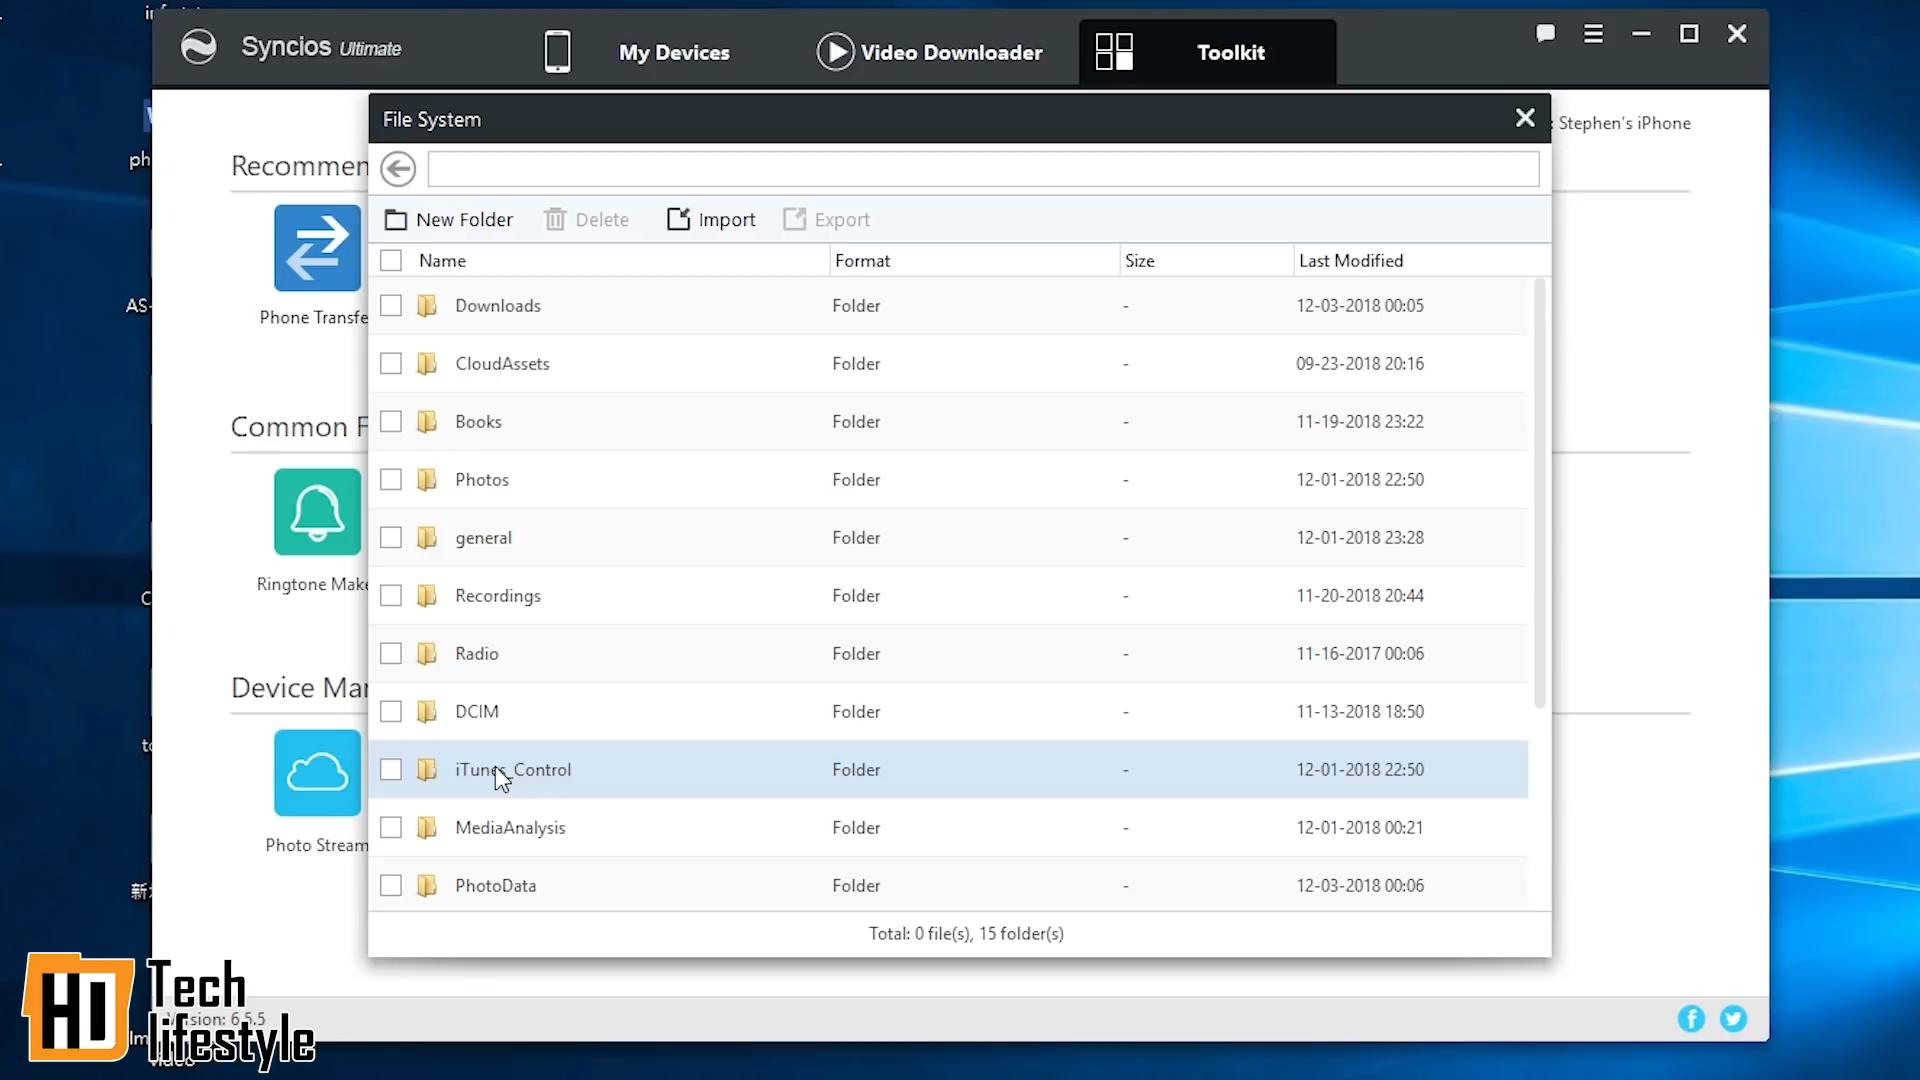 Syncios Ultimate
My Devices
Video Downloader
Toolkit
File System
: Stephen's iPhone
Recommen
Phone Transfe
Common F
Ringtone Make
Device Mar
Photo Stream
New Folder
Delete
Import
Export
Name
Format
Size
Last Modified
Downloads Folder - 12-03-2018 00:05
CloudAssets Folder - 09-23-2018 20:16
Books Folder - 11-19-2018 23:22
Photos Folder - 12-01-2018 22:50
general Folder - 12-01-2018 23:28
Recordings Folder - 11-20-2018 20:44
Radio Folder - 11-16-2017 00:06
DCIM Folder - 11-13-2018 18:50
iTunes_Control Folder - 12-01-2018 22:50
MediaAnalysis Folder - 12-01-2018 00:21
PhotoData Folder - 12-03-2018 00:06
Total: 0 file(s), 15 folder(s)
Version: 6.5.5
HD Tech
lifestyle